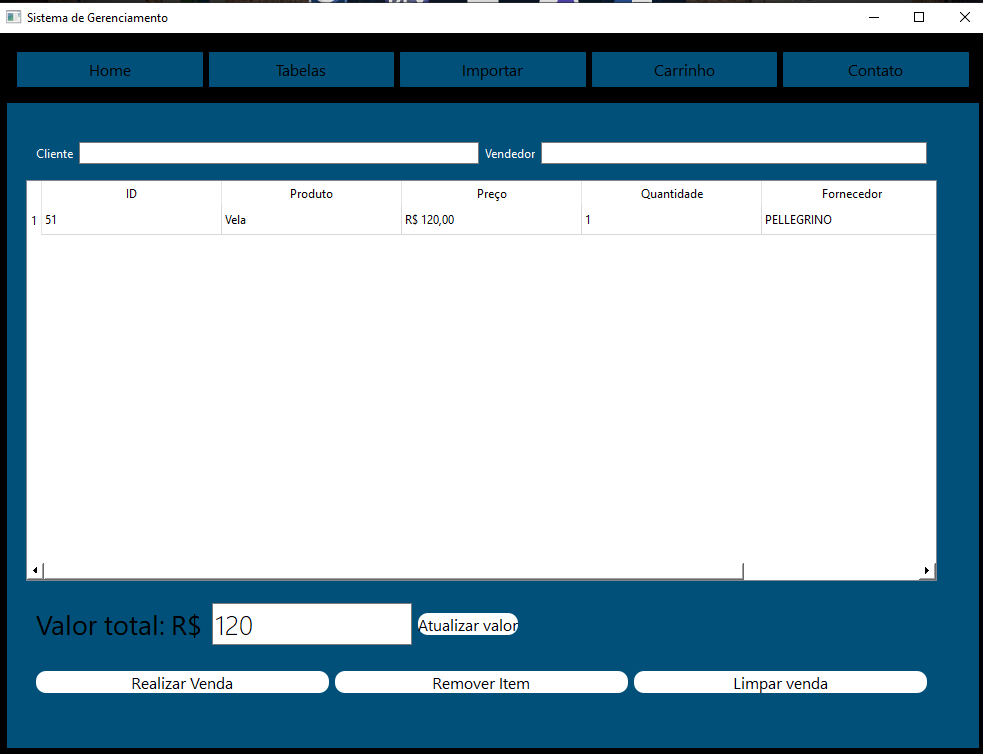 Sistema de Gerenciamento
Home Tabelas Importar Carrinho Contato
Cliente Vendedor
ID Produto Preço Quantidade Fornecedor
1 51 Vela R$ 120,00 1 PELLEGRINO
Valor total: R$ 120 Atualizar valor
Realizar Venda Remover Item Limpar venda